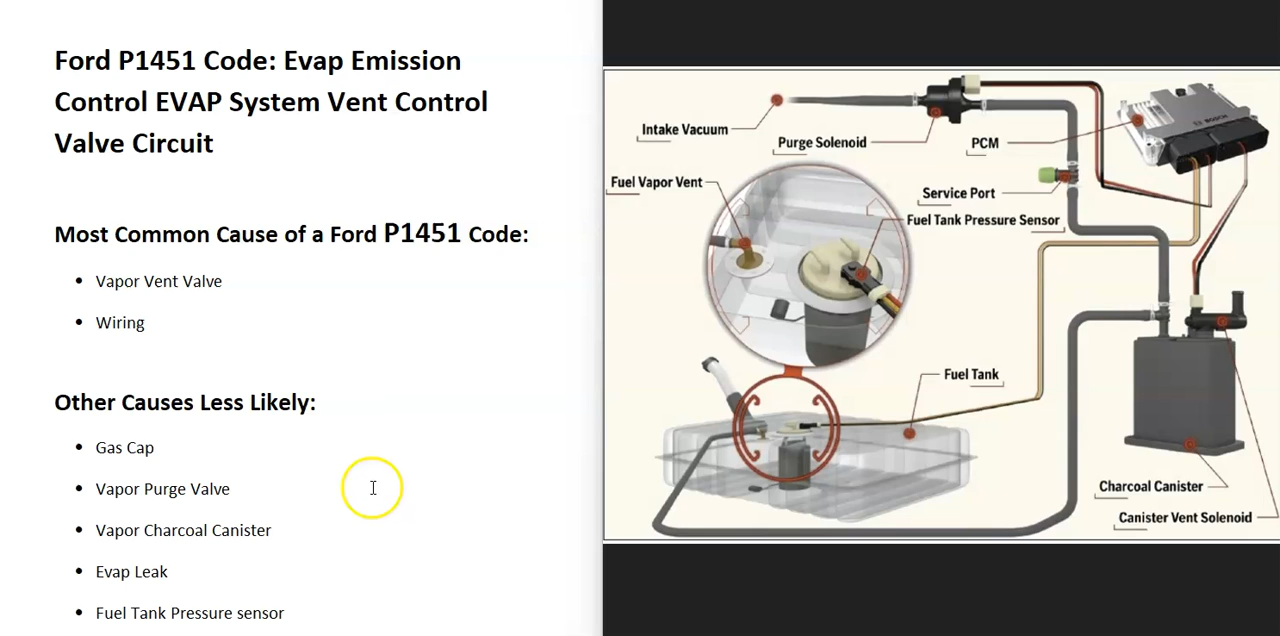 Ford P1451 Code: Evap Emission
Control EVAP System Vent Control
Valve Circuit
Most Common Cause of a Ford P1451 Code:
Vapor Vent Valve
Wiring
Other Causes Less Likely:
Gas Cap
Vapor Purge Valve
Vapor Charcoal Canister
Evap Leak
Fuel Tank Pressure sensor
Intake Vacuum
Purge Solenoid
PCM
BOSCH
Fuel Vapor Vent
Service Port
Fuel Tank Pressure Sensor
Fuel Tank
Charcoal Canister
Canister Vent Solenoid